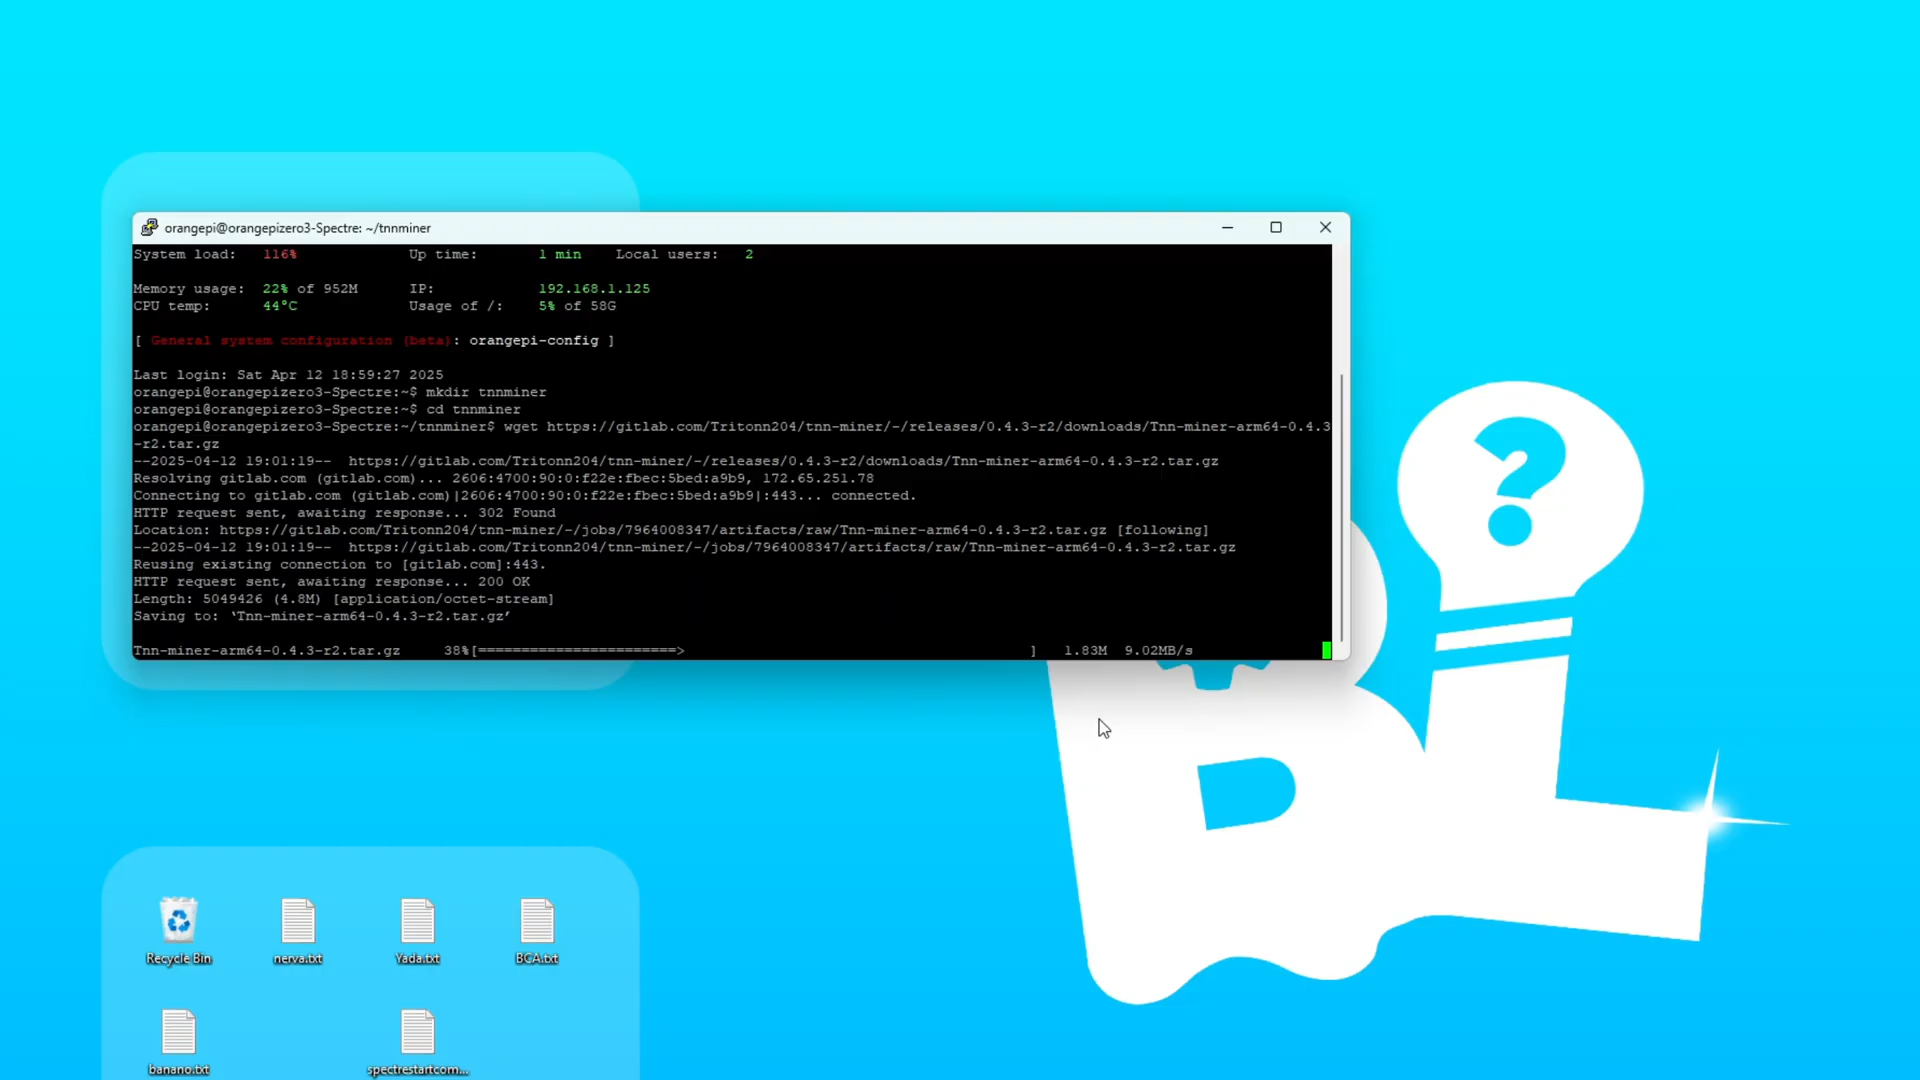 orangepi@orangepizero3-Spectre: ~/tnnminer
System load: 116% Up time: 1 min Local users: 2
Memory usage: 22% of 952M IP: 192.168.1.125
CPU temp: 44°C Usage of /: 5% of 58G
[ General system configuration (beta): orangepi-config ]
Last login: Sat Apr 12 18:59:27 2025
orangepi@orangepizero3-Spectre:~$ mkdir tnnminer
orangepi@orangepizero3-Spectre:~$ cd tnnminer
orangepi@orangepizero3-Spectre:~/tnnminer$ wget https://gitlab.com/Tritonn204/tnn-miner/-/releases/0.4.3-r2/downloads/Tnn-miner-arm64-0.4.3
-r2.tar.gz
--2025-04-12 19:01:19-- https://gitlab.com/Tritonn204/tnn-miner/-/releases/0.4.3-r2/downloads/Tnn-miner-arm64-0.4.3-r2.tar.gz
Resolving gitlab.com (gitlab.com)... 2606:4700:90:0:f22e:fbec:5bed:a9b9, 172.65.251.78
Connecting to gitlab.com (gitlab.com)|2606:4700:90:0:f22e:fbec:5bed:a9b9|:443... connected.
HTTP request sent, awaiting response... 302 Found
Location: https://gitlab.com/Tritonn204/tnn-miner/-/jobs/7964008347/artifacts/raw/Tnn-miner-arm64-0.4.3-r2.tar.gz [following]
--2025-04-12 19:01:19-- https://gitlab.com/Tritonn204/tnn-miner/-/jobs/7964008347/artifacts/raw/Tnn-miner-arm64-0.4.3-r2.tar.gz
Reusing existing connection to [gitlab.com]:443.
HTTP request sent, awaiting response... 200 OK
Length: 5049426 (4.8M) [application/octet-stream]
Saving to: ‘Tnn-miner-arm64-0.4.3-r2.tar.gz’
Tnn-miner-arm64-0.4.3-r2.tar.gz 38%[=======================> ] 1.83M 9.02MB/s
?
BL
Recycle Bin nerva.txt Yada.txt BCA.txt
banano.txt spectrestartcom...